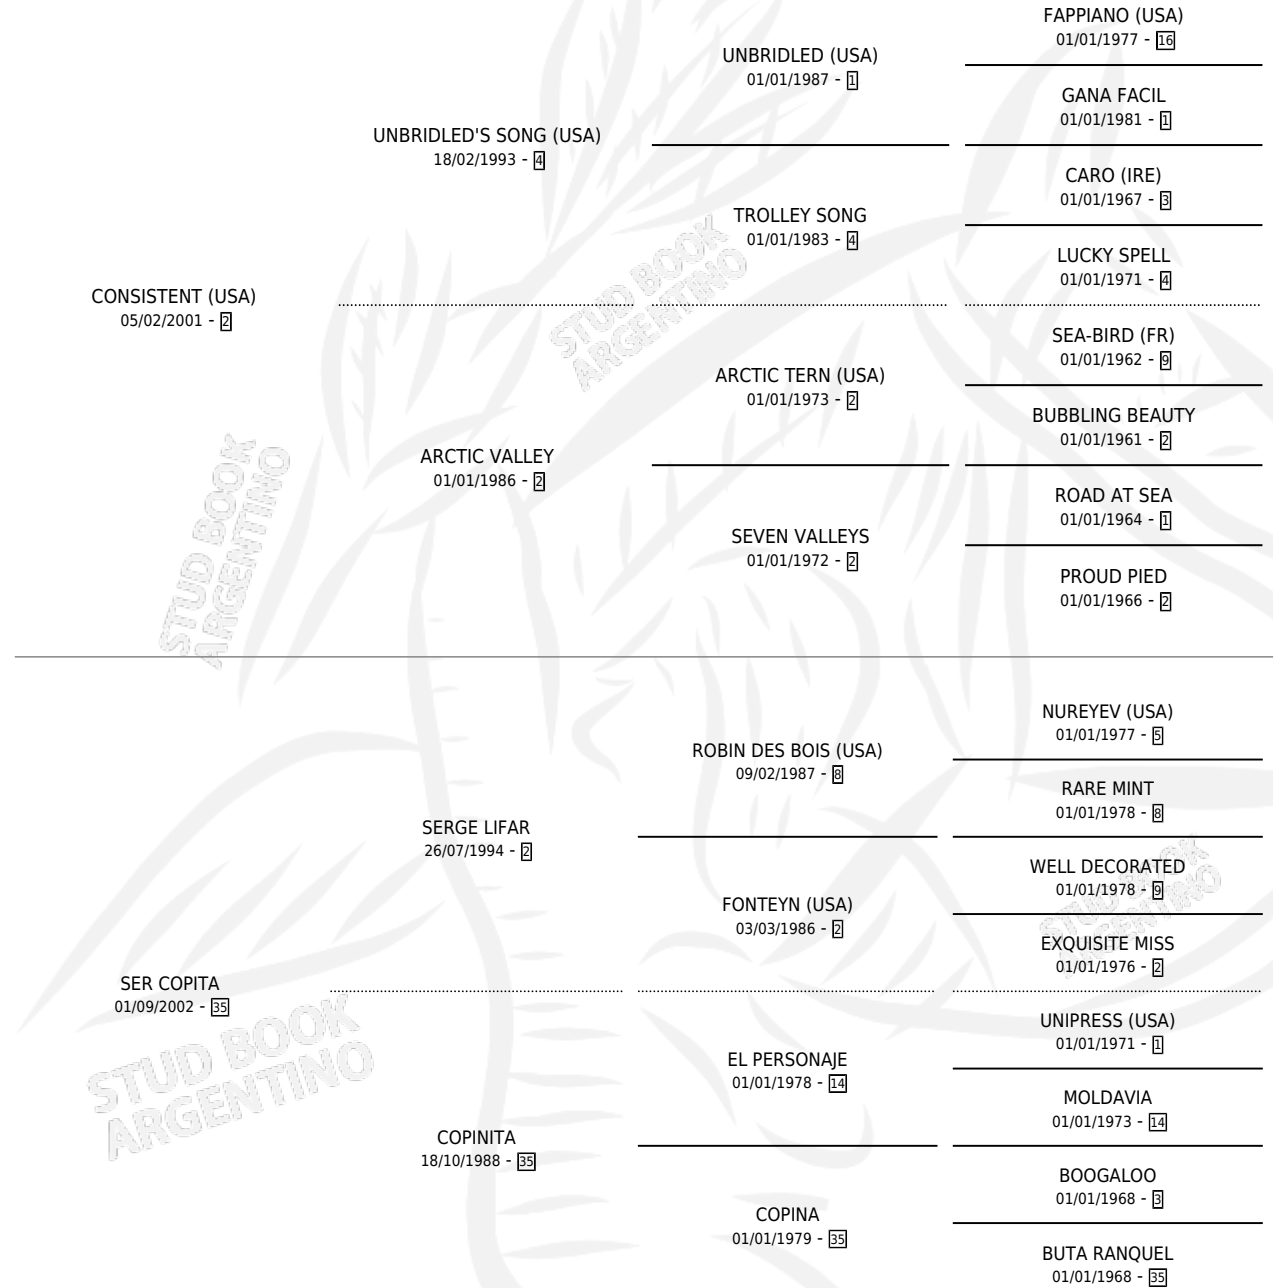 FAPPIANO (USA)
01/01/1977 - 16
UNBRIDLED (USA)
01/01/1987 - 1
GANA FACIL
01/01/1981 - 1
UNBRIDLED'S SONG (USA)
18/02/1993 - 4
CARO (IRE)
01/01/1967 - 3
TROLLEY SONG
01/01/1983 - 4
LUCKY SPELL
01/01/1971 - 4
CONSISTENT (USA)
05/02/2001 - 2
SEA-BIRD (FR)
01/01/1962 - 9
ARCTIC TERN (USA)
01/01/1973 - 2
BUBBLING BEAUTY
01/01/1961 - 2
ARCTIC VALLEY
01/01/1986 - 2
ROAD AT SEA
01/01/1964 - 1
SEVEN VALLEYS
01/01/1972 - 2
PROUD PIED
01/01/1966 - 2
NUREYEV (USA)
01/01/1977 - 5
ROBIN DES BOIS (USA)
09/02/1987 - 8
RARE MINT
01/01/1978 - 8
SERGE LIFAR
26/07/1994 - 2
WELL DECORATED
01/01/1978 - 9
FONTEYN (USA)
03/03/1986 - 2
EXQUISITE MISS
01/01/1976 - 2
SER COPITA
01/09/2002 - 35
UNIPRESS (USA)
01/01/1971 - 1
EL PERSONAJE
01/01/1978 - 14
MOLDAVIA
01/01/1973 - 14
COPINITA
18/10/1988 - 35
BOOGALOO
01/01/1968 - 3
COPINA
01/01/1979 - 35
BUTA RANQUEL
01/01/1968 - 35
STUD BOOK
ARGENTINO
STUD BOOK
ARGENTINO
STUD BOOK
ARGENTINO
STUD BOOK
ARGENTINO